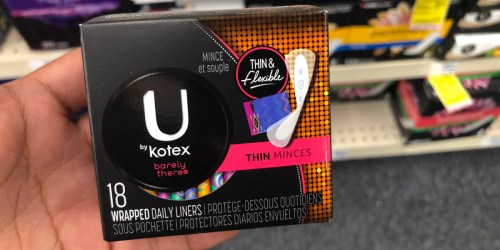 MINCE
et souple
THIN &
flexible
U
by Kotex
barely
there
THIN MINCES
18
WRAPPED DAILY LINERS | PROTÈGE-DESSOUS QUOTIDIENS
SOUS POCHETTE | PROTECTORES DIARIOS ENVUELTOS